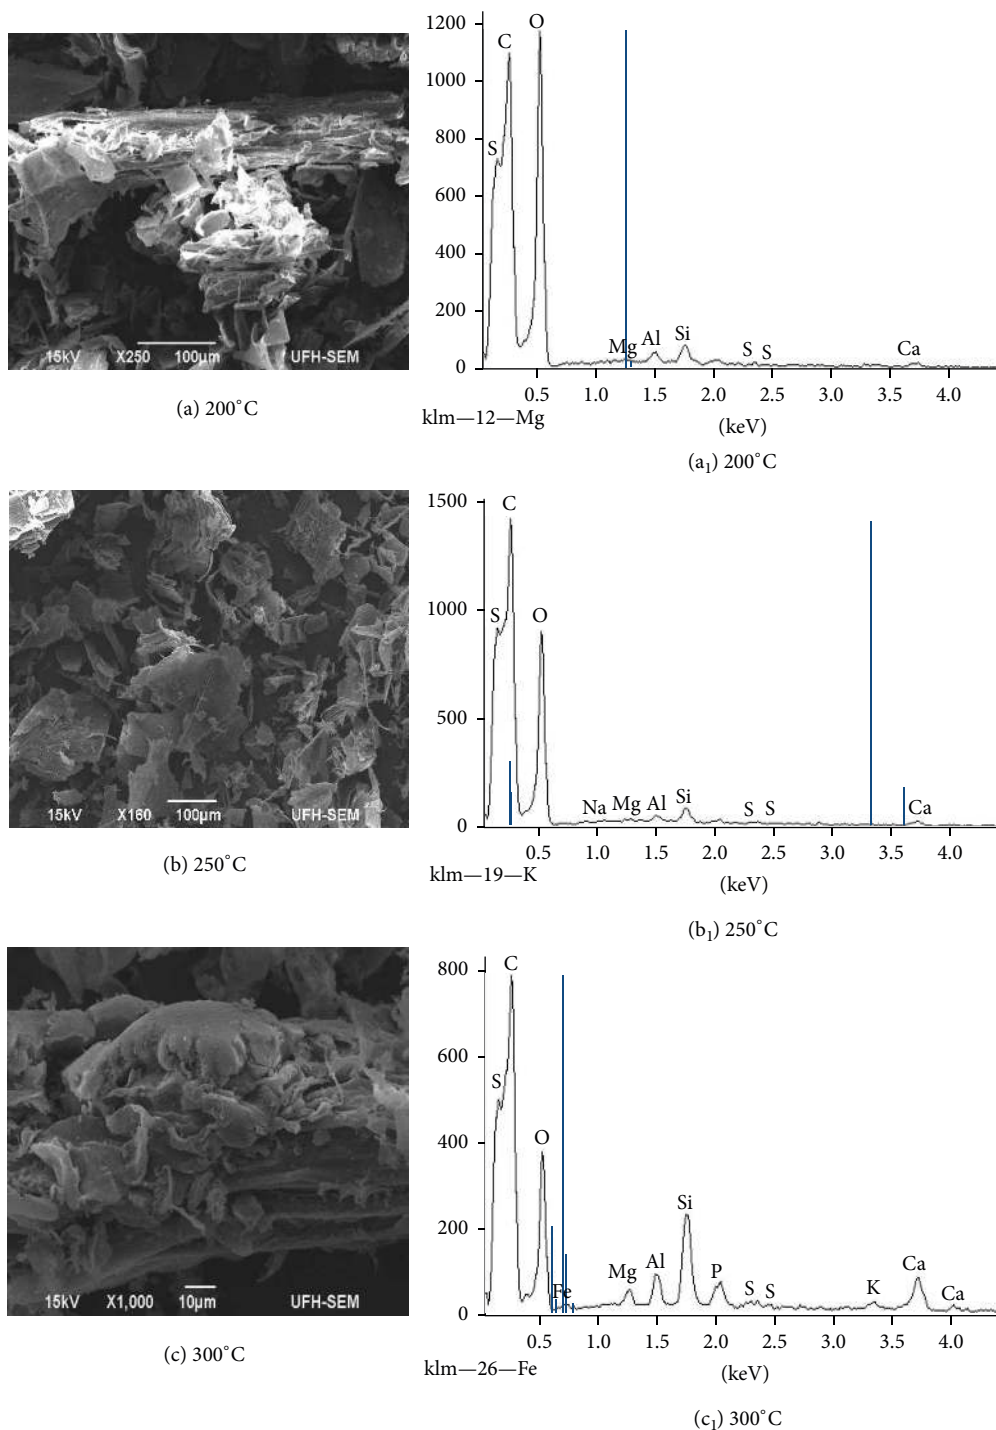 1200
1000
800
600
400
200
0
S
C
O
Mg
Al
Si
S
S
Ca
0.5
1.0
1.5
2.0
2.5
3.0
3.5
4.0
klm—12—Mg
(keV)
15kV X250 100µm UFH-SEM
(a) 200°C
(a1) 200°C
1500
1000
500
0
S
C
O
Na
Mg
Al
Si
S
S
Ca
0.5
1.0
1.5
2.0
2.5
3.0
3.5
4.0
klm—19—K
(keV)
15kV X160 100µm UFH-SEM
(b) 250°C
(b1) 250°C
800
600
400
200
0
S
C
O
Fe
Mg
Al
Si
P
S
S
K
Ca
Ca
0.5
1.0
1.5
2.0
2.5
3.0
3.5
4.0
klm—26—Fe
(keV)
15kV X1,000 10µm UFH-SEM
(c) 300°C
(c1) 300°C